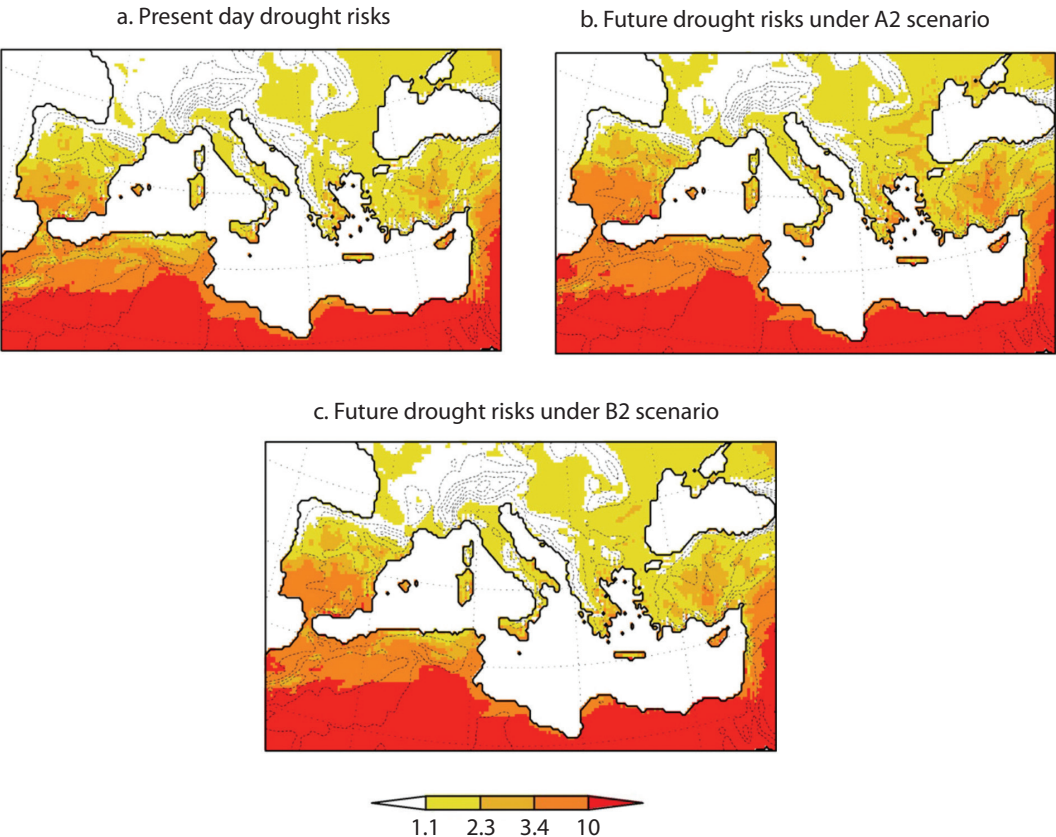 a. Present day drought risks
b. Future drought risks under A2 scenario
c. Future drought risks under B2 scenario
1.1 2.3 3.4 10